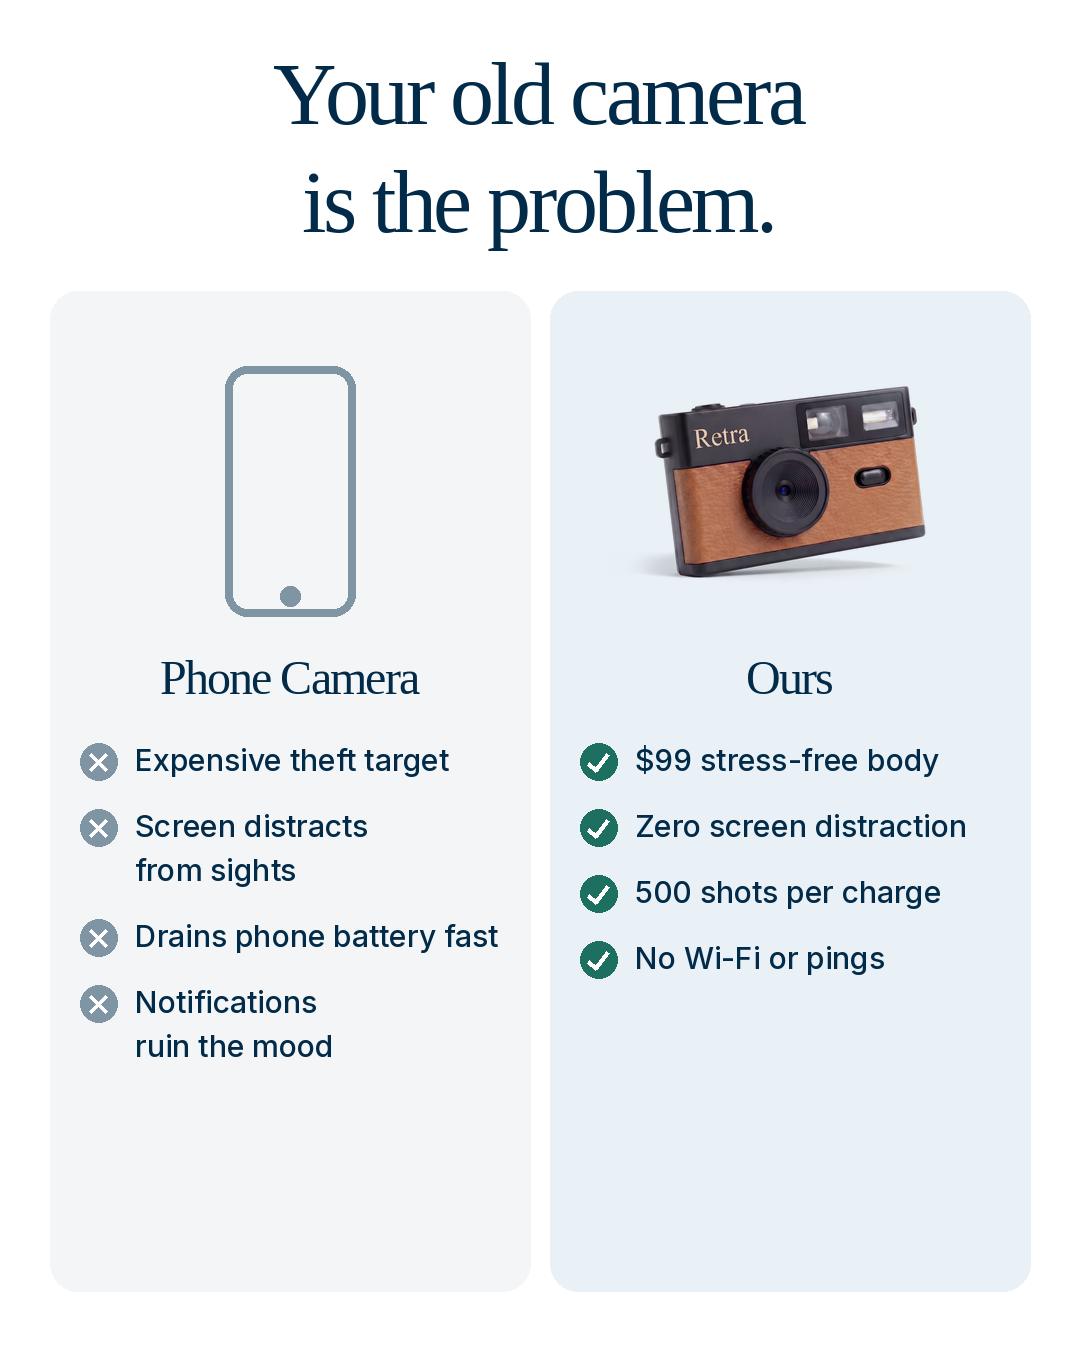 Your old camera
is the problem.
Retra
Phone Camera
Expensive theft target
Screen distracts
from sights
Drains phone battery fast
Notifications
ruin the mood
Ours
$99 stress-free body
Zero screen distraction
500 shots per charge
No Wi-Fi or pings